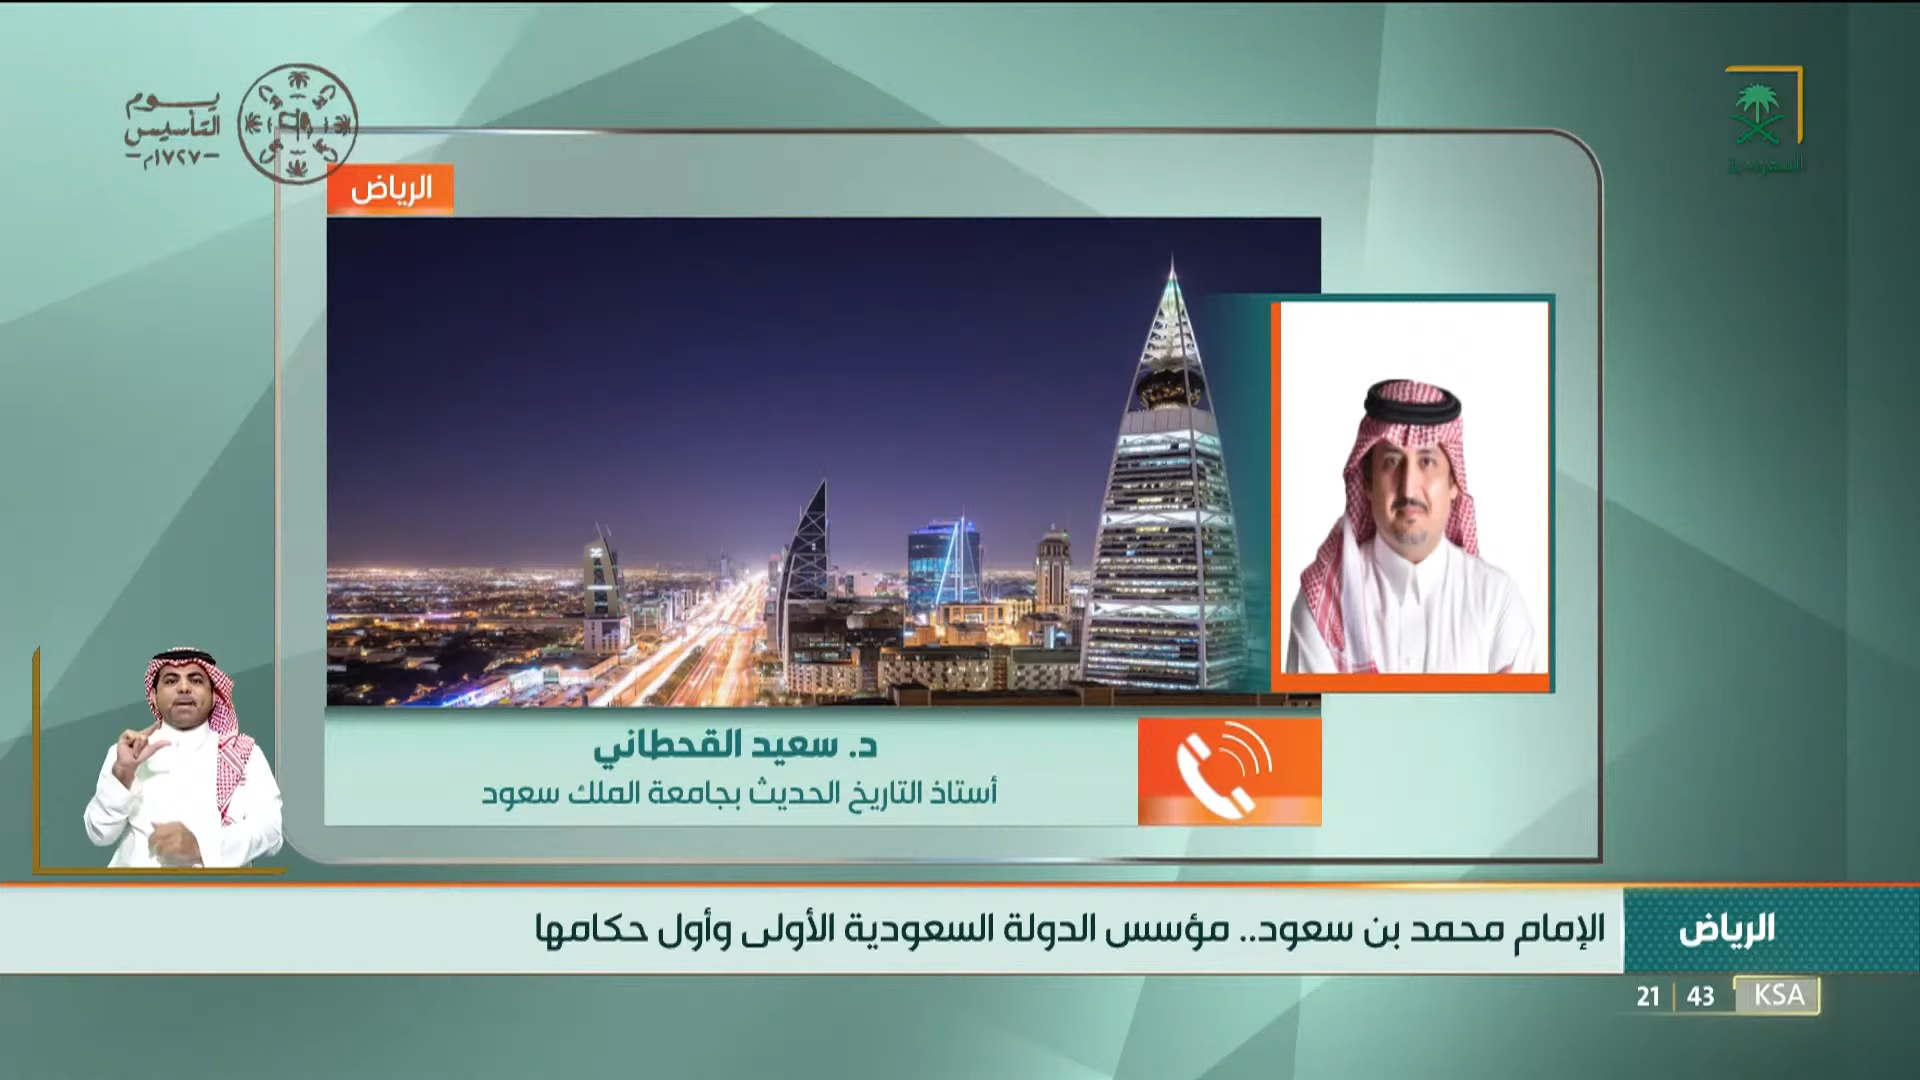 يوم
التأسيس
١٧٢٧م
السعودية
الرياض
د. سعيد القحطاني
أستاذ التاريخ الحديث بجامعة الملك سعود
الرياض
الإمام محمد بن سعود.. مؤسس الدولة السعودية الأولى وأول حكامها
21 | 43 KSA